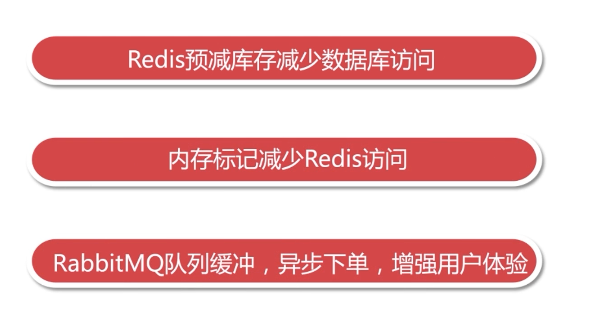 Redis预减库存减少数据库访问
内存标记减少Redis访问
RabbitMQ队列缓冲，异步下单，增强用户体验